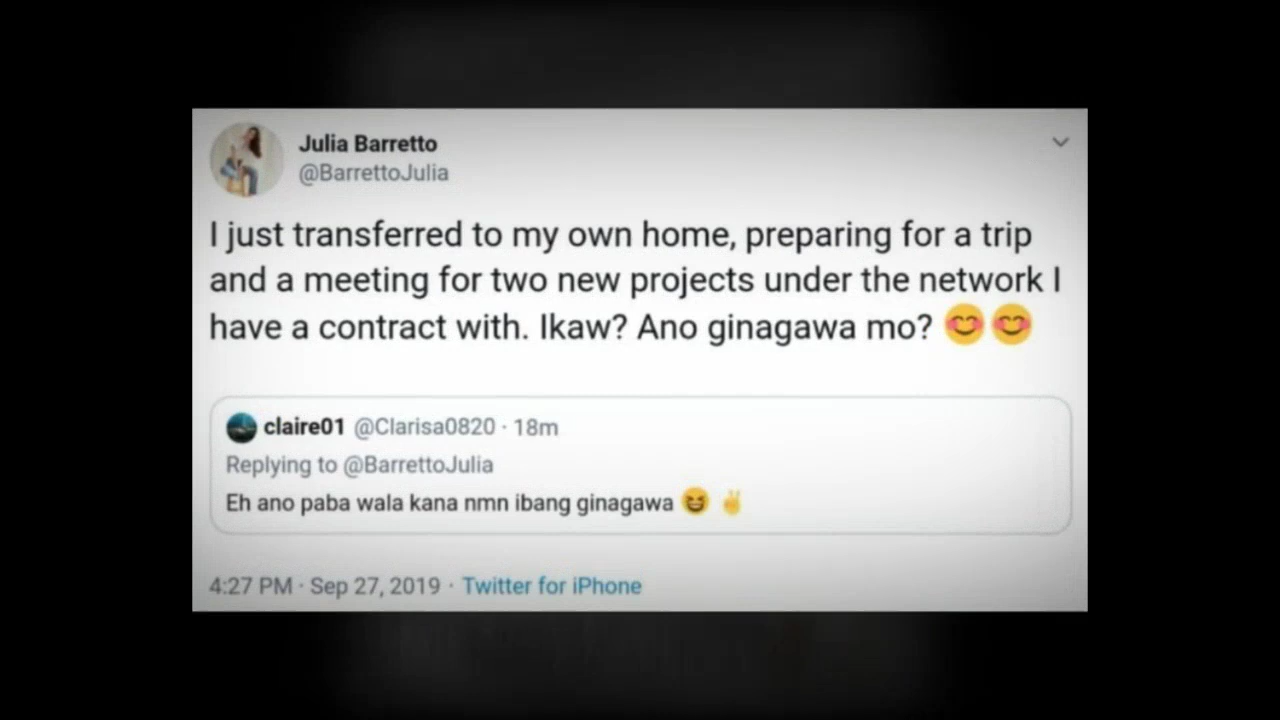 Julia Barretto
@BarrettoJulia
I just transferred to my own home, preparing for a trip
and a meeting for two new projects under the network I
have a contract with. Ikaw? Ano ginagawa mo? 😊😊
claire01 @Clarisa0820 · 18m
Replying to @BarrettoJulia
Eh ano paba wala kana nmn ibang ginagawa 😆 ✌️
4:27 PM · Sep 27, 2019 · Twitter for iPhone